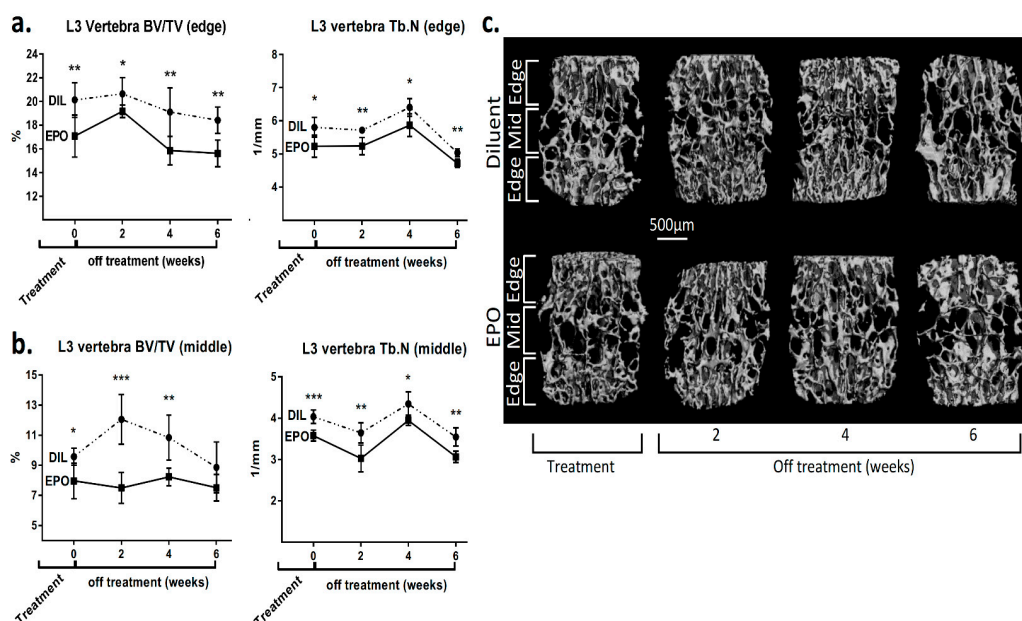 a.
L3 Vertebra BV/TV (edge)
24
22
20
18
16
14
12
%
DIL
EPO
**
*
**
**
0
2
4
6
Treatment
off treatment (weeks)
L3 vertebra Tb.N (edge)
8
7
6
5
4
1/mm
DIL
EPO
*
**
*
**
0
2
4
6
Treatment
off treatment (weeks)
b.
L3 vertebra BV/TV (middle)
15
13
11
9
7
5
%
DIL
EPO
*
***
**
0
2
4
6
Treatment
off treatment (weeks)
L3 vertebra Tb.N (middle)
5
4
3
2
1/mm
DIL
EPO
***
**
*
**
0
2
4
6
Treatment
off treatment (weeks)
c.
Diluent
Edge
Mid
Edge
500µm
EPO
Edge
Mid
Edge
Treatment
2
4
6
Off treatment (weeks)